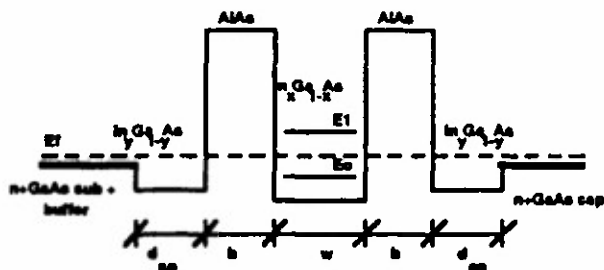 AlAs AlAs
InxGa1-xAs
E1
InyGa1-yAs InyGa1-yAs
Ef
Eo
n+GaAs sub +
buffer
n+GaAs cap
d b w b d